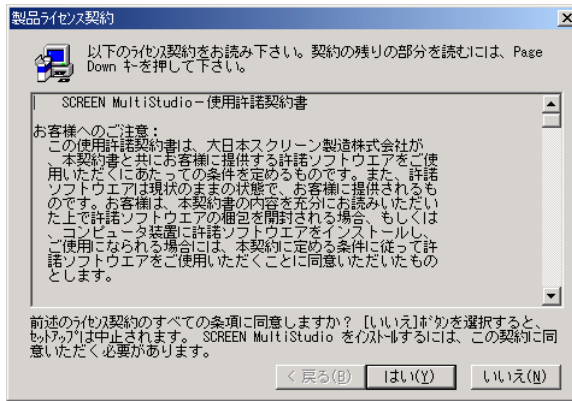 製品ﾗｲｾﾝｽ契約
以下のﾗｲｾﾝｽ契約をお読み下さい。契約の残りの部分を読むには、Page
Down ｷｰを押して下さい。
SCREEN MultiStudio－使用許諾契約書
お客様へのご注意：
この使用許諾契約書は、大日本スクリーン製造株式会社が
、本契約書と共にお客様に提供する許諾ソフトウエアをご使
用いただくにあたっての条件を定めるものです。また、許諾
ソフトウエアは現状のままの状態で、お客様に提供されるも
のです。お客様は、本契約書の内容を充分にお読みいただい
た上で許諾ソフトウエアの梱包を開封される場合、もしくは
、コンピュータ装置に許諾ソフトウエアをインストールし、
ご使用になられる場合には、本契約に定める条件に従って許
諾ソフトウエアをご使用いただくことに同意いただいたもの
とします。
前述のﾗｲｾﾝｽ契約のすべての条項に同意しますか？ [いいえ]ﾎﾞﾀﾝを選択すると、
ｾｯﾄｱｯﾌﾟは中止されます。 SCREEN MultiStudio をｲﾝｽﾄｰﾙするには、この契約に同
意いただく必要があります。
< 戻る(B) はい(Y) いいえ(N)